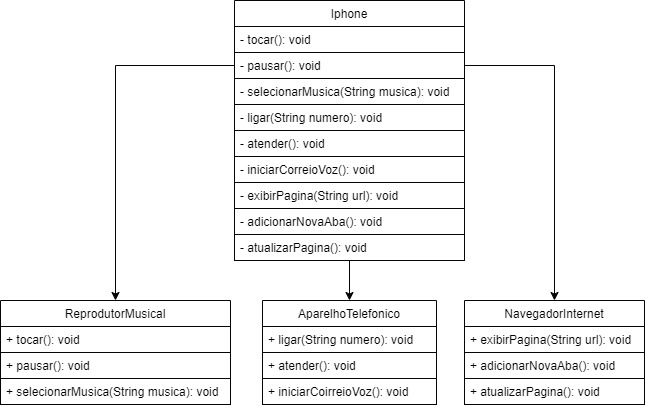 Iphone
- tocar(): void
- pausar(): void
- selecionarMusica(String musica): void
- ligar(String numero): void
- atender(): void
- iniciarCorreioVoz(): void
- exibirPagina(String url): void
- adicionarNovaAba(): void
- atualizarPagina(): void
ReprodutorMusical
+ tocar(): void
+ pausar(): void
+ selecionarMusica(String musica): void
AparelhoTelefonico
+ ligar(String numero): void
+ atender(): void
+ iniciarCoirreioVoz(): void
NavegadorInternet
+ exibirPagina(String url): void
+ adicionarNovaAba(): void
+ atualizarPagina(): void